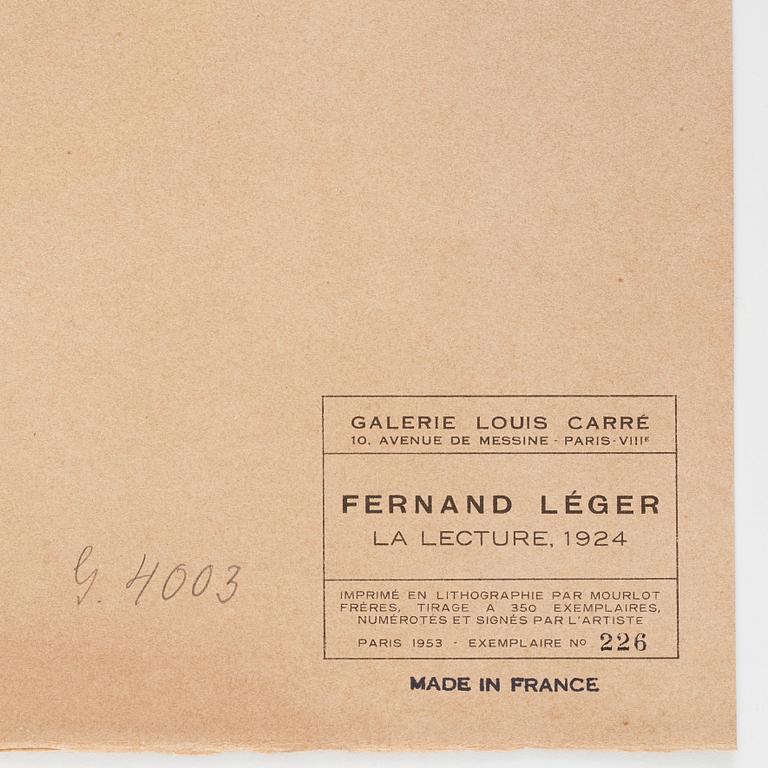 GALERIE LOUIS CARRÉ
10. AVENUE DE MESSINE - PARIS-VIIIᴱ
FERNAND LÉGER
LA LECTURE, 1924
G. 4003
IMPRIMÉ EN LITHOGRAPHIE PAR MOURLOT
FRÈRES, TIRAGE A 350 EXEMPLAIRES,
NUMÉROTÉS ET SIGNÉS PAR L'ARTISTE
PARIS 1953 - EXEMPLAIRE Nº 226
MADE IN FRANCE